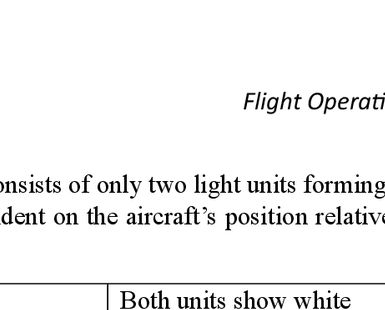 Flight Operati
onsists of only two light units forming
dent on the aircraft’s position relative
Both units show white